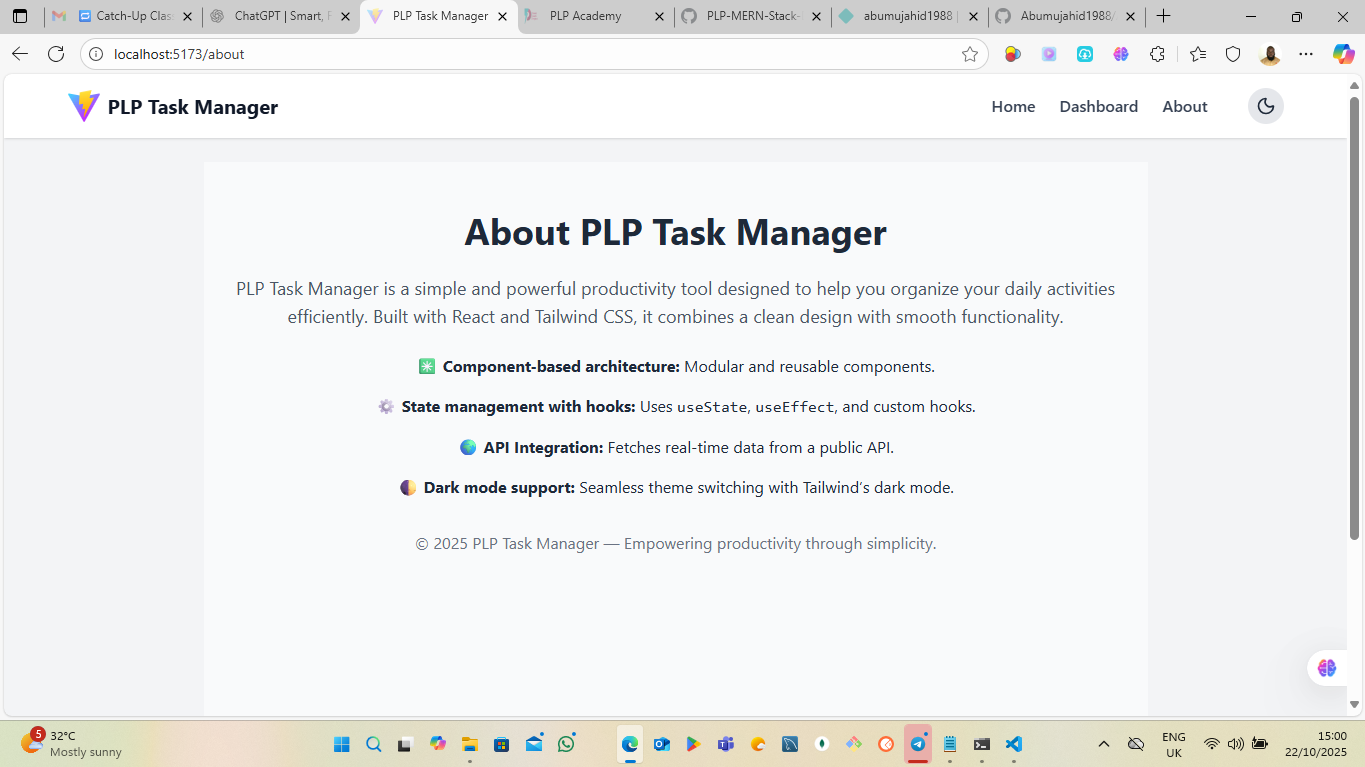 Catch-Up Clas
ChatGPT | Smart, F
PLP Task Manager
PLP Academy
PLP-MERN-Stack-
abumujahid1988 |
Abumujahid1988/
localhost:5173/about
PLP Task Manager
Home
Dashboard
About
About PLP Task Manager
PLP Task Manager is a simple and powerful productivity tool designed to help you organize your daily activities
efficiently. Built with React and Tailwind CSS, it combines a clean design with smooth functionality.
Component-based architecture: Modular and reusable components.
State management with hooks: Uses useState, useEffect, and custom hooks.
API Integration: Fetches real-time data from a public API.
Dark mode support: Seamless theme switching with Tailwind’s dark mode.
© 2025 PLP Task Manager — Empowering productivity through simplicity.
5
32°C
Mostly sunny
ENG
UK
15:00
22/10/2025